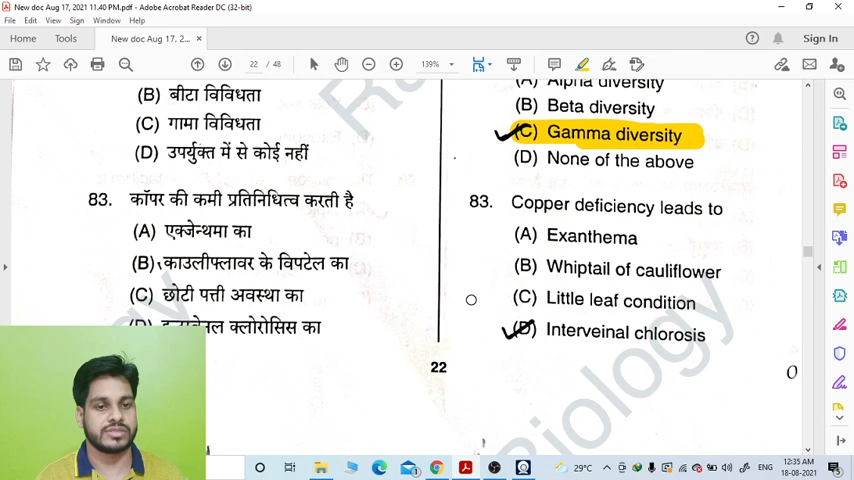 New doc Aug 17, 2021 11.40 PM.pdf - Adobe Acrobat Reader DC (32-bit)
File Edit View Sign Window Help
Home Tools New doc Aug 17, 2... × Sign In
22 / 48 139%
(B) बीटा विविधता
(C) गामा विविधता
(D) उपर्युक्त में से कोई नहीं
83. कॉपर की कमी प्रतिनिधित्व करती है
(A) एक्जेन्थमा का
(B) काउलीफ्लावर के विपटेल का
(C) छोटी पत्ती अवस्था का
क्लोरोसिस का
(A) Alpha diversity
(B) Beta diversity
(C) Gamma diversity
(D) None of the above
83. Copper deficiency leads to
(A) Exanthema
(B) Whiptail of cauliflower
(C) Little leaf condition
(D) Interveinal chlorosis
22
Biology
29°C ENG 12:35 AM
18-08-2021